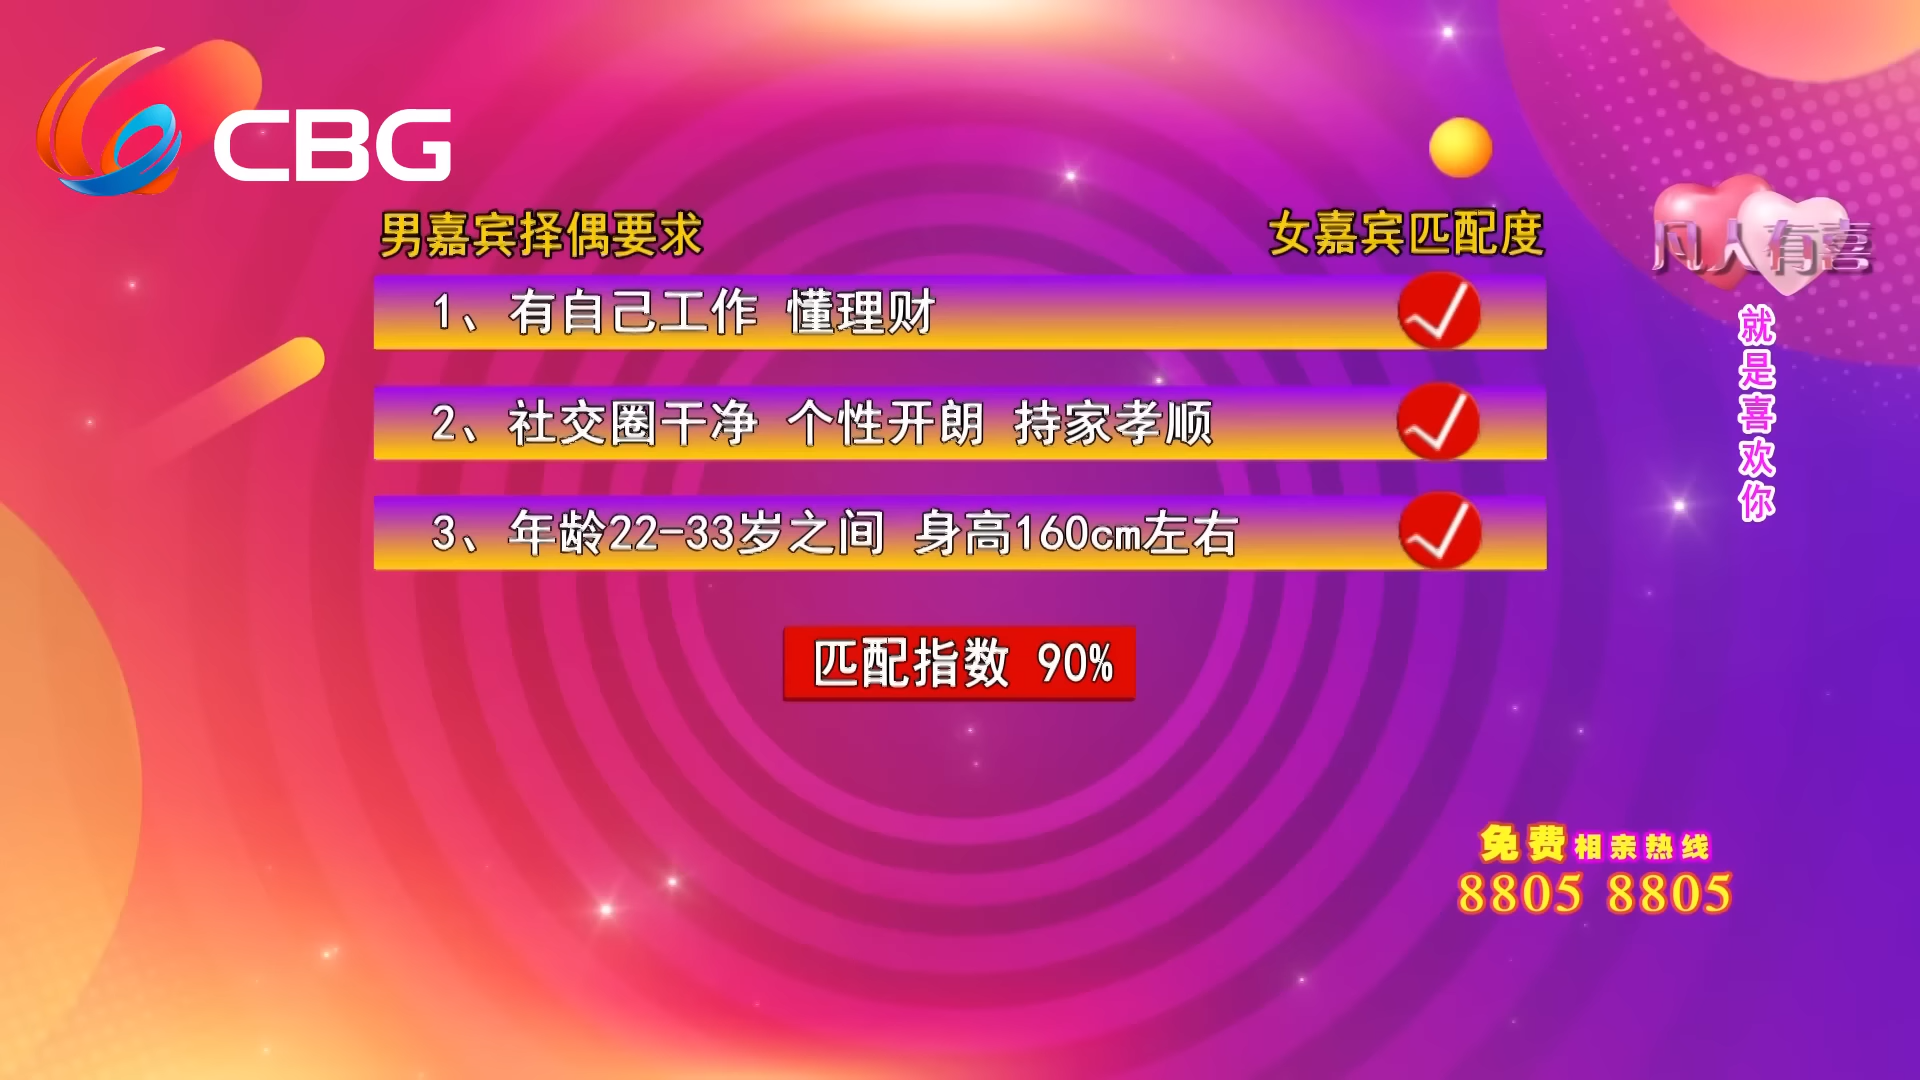 CBG
男嘉宾择偶要求 女嘉宾匹配度
凡人有喜
1、有自己工作 懂理财
就是喜欢你
2、社交圈干净 个性开朗 持家孝顺
3、年龄22-33岁之间 身高160cm左右
匹配指数 90%
免费相亲热线
8805 8805